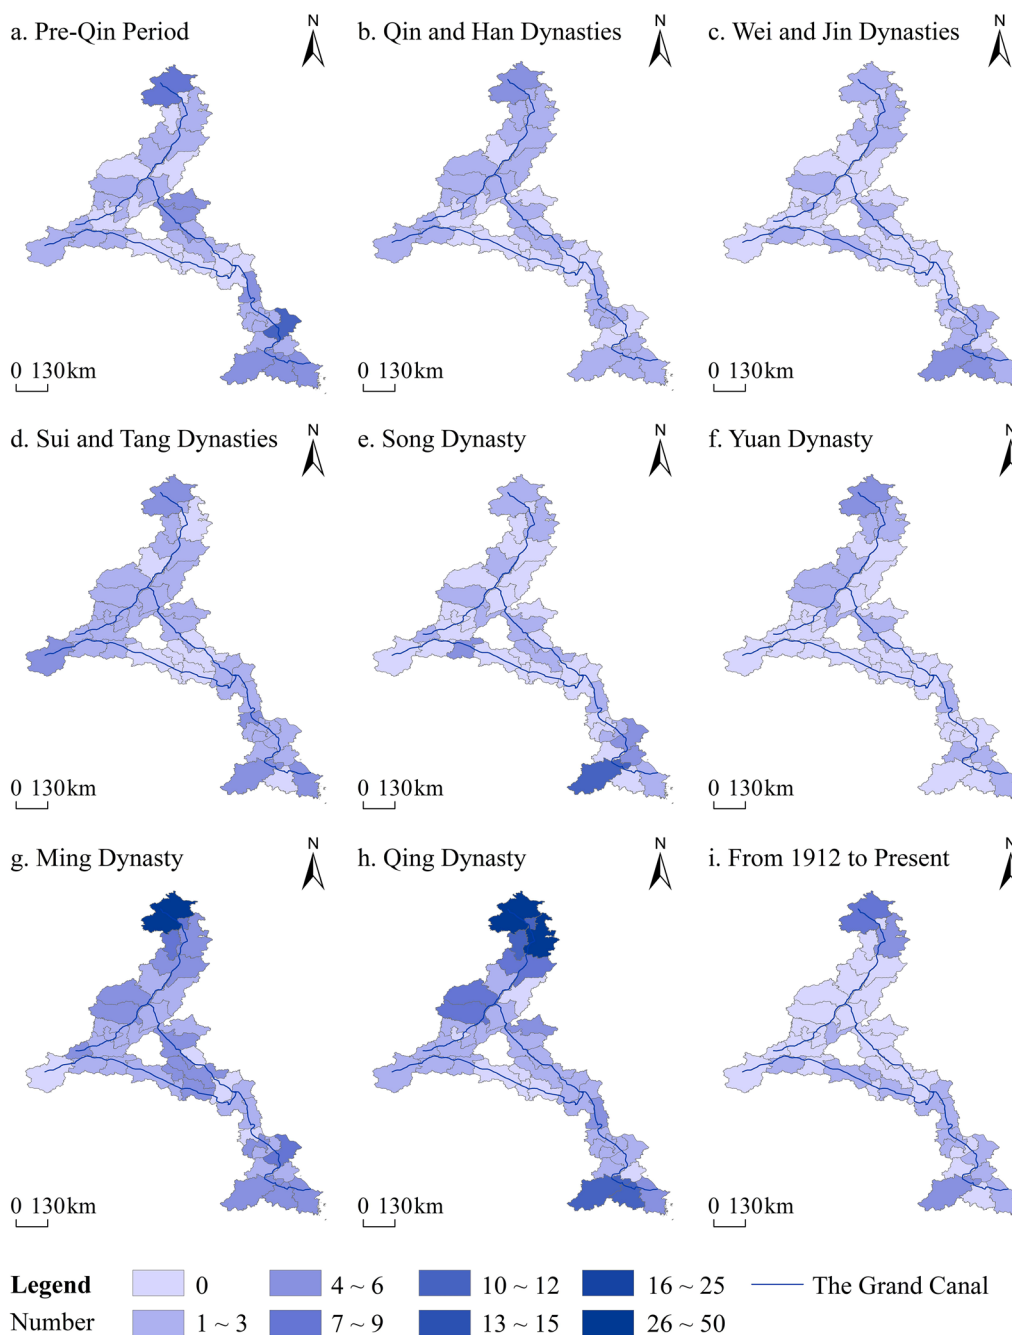 a. Pre-Qin Period
N
b. Qin and Han Dynasties
N
c. Wei and Jin Dynasties
N
0 130km
0 130km
0 130km
d. Sui and Tang Dynasties
N
e. Song Dynasty
N
f. Yuan Dynasty
N
0 130km
0 130km
0 130km
g. Ming Dynasty
N
h. Qing Dynasty
N
i. From 1912 to Present
N
0 130km
0 130km
0 130km
Legend
0
4 ~ 6
10 ~ 12
16 ~ 25
The Grand Canal
Number
1 ~ 3
7 ~ 9
13 ~ 15
26 ~ 50